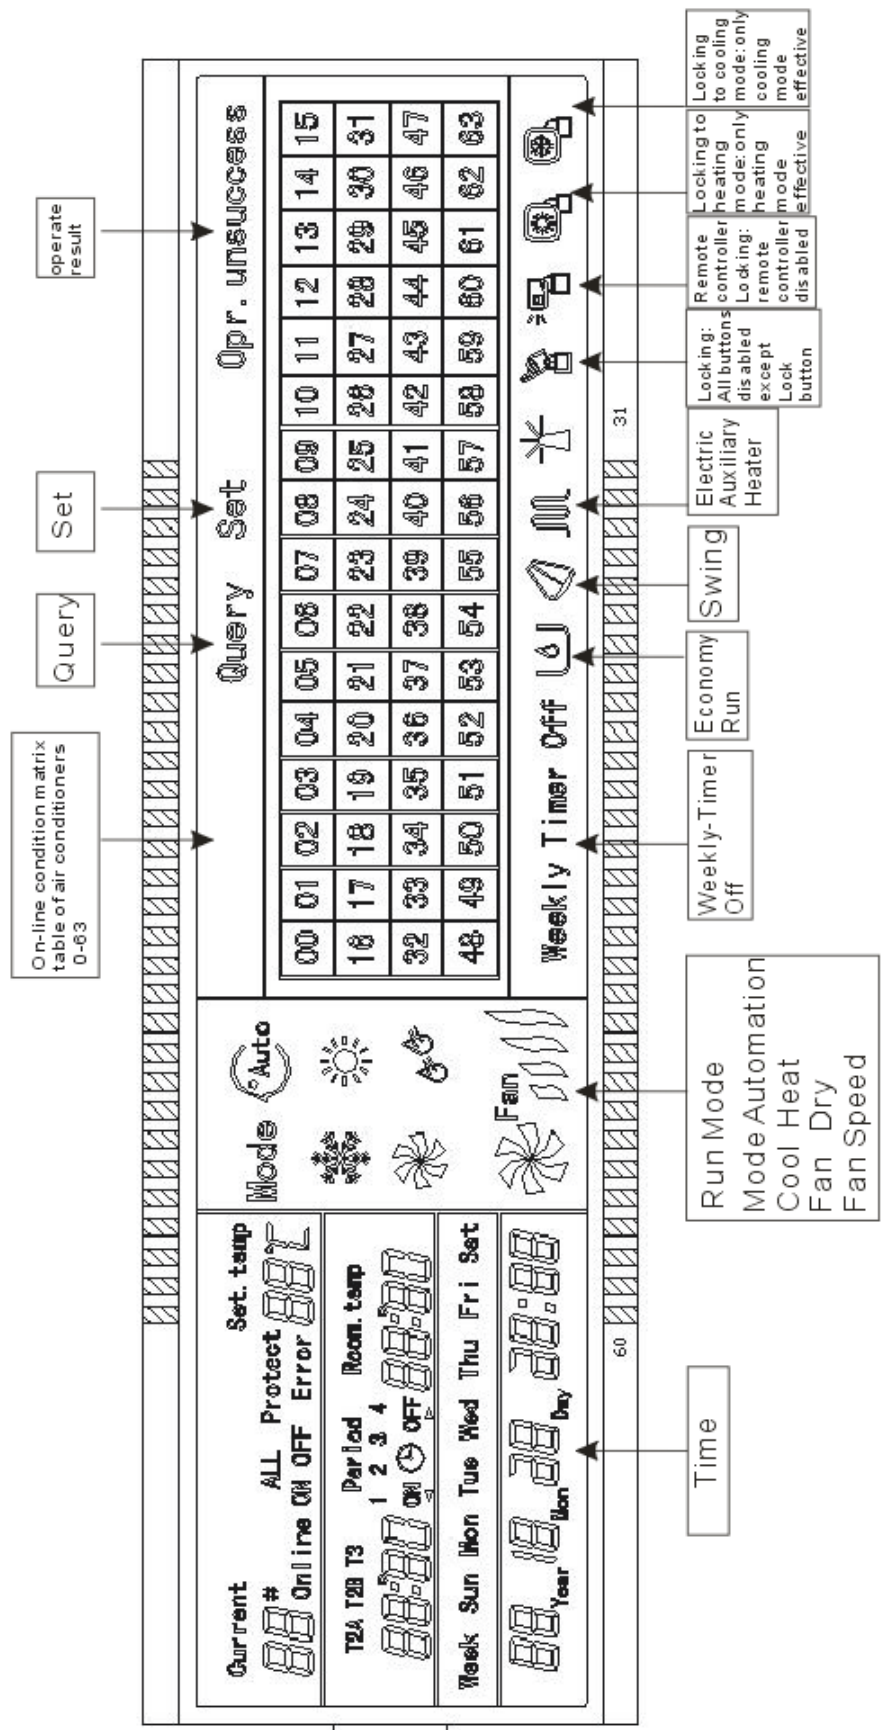 On-line condition matrix
table of air conditioners
0-63
Query
Set
operate
result
Current
Set.temp
88# ALL Protect 88℃
Online ON OFF Error
T2A T2B T3 Period Room.temp
1 2 3 4
ON OFF
Week Sun Mon Tue Wed Thu Fri Sat
Year Mon Day
Mode
Auto
Fan
Query Set Opr.unsuccess
00 01 02 03 04 05 06 07 08 09 10 11 12 13 14 15
16 17 18 19 20 21 22 23 24 25 26 27 28 29 30 31
32 33 34 35 36 37 38 39 40 41 42 43 44 45 46 47
48 49 50 51 52 53 54 55 56 57 58 59 60 61 62 63
Weekly Timer Off
60
31
Time
Run Mode
Mode Automation
Cool Heat
Fan Dry
Fan Speed
Weekly-Timer
Off
Economy
Run
Swing
Electric
Auxiliary
Heater
Locking:
All buttons
disabled
except
Lock
button
Remote
controller
Locking:
remote
controller
disabled
Locking to
heating
mode:only
heating
mode
effective
Locking
to cooling
mode:only
cooling
mode
effective